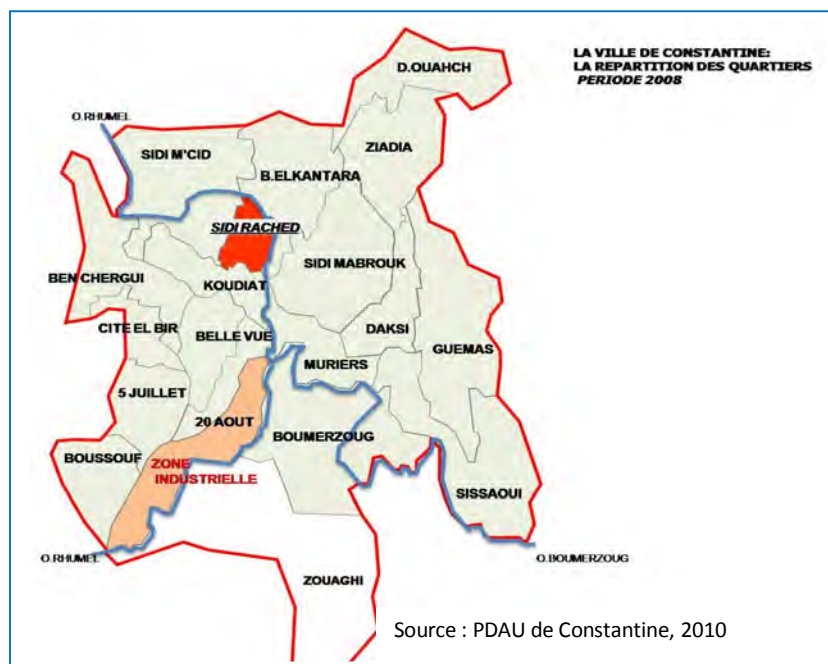 LA VILLE DE CONSTANTINE:
LA REPARTITION DES QUARTIERS
PERIODE 2008
D.OUAHCH
O.RHUMEL
SIDI M'CID
ZIADIA
B.ELKANTARA
SIDI RACHED
SIDI MABROUK
BEN CHERGUI
KOUDIAT
CITE EL BIR
BELLE VUE
DAKSI
GUEMAS
MURIERS
5 JUILLET
20 AOUT
BOUMERZOUG
BOUSSOUF
ZONE
INDUSTRIELLE
SISSAOUI
O.RHUMEL
O.BOUMERZOUG
ZOUAGHI
Source : PDAU de Constantine, 2010